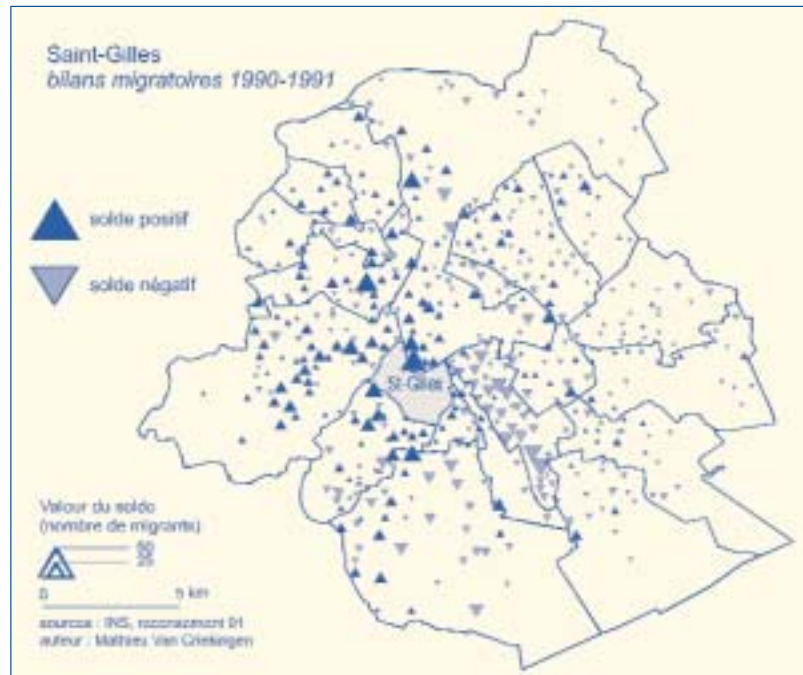 Saint-Gilles
bilans migratoires 1990-1991
solde positif
solde négatif
St-Gilles
Valeur du solde
(nombre de migrants)
50
25
0 5 km
sources : INS, recensement 91
auteur : Mathieu Van Criekingen